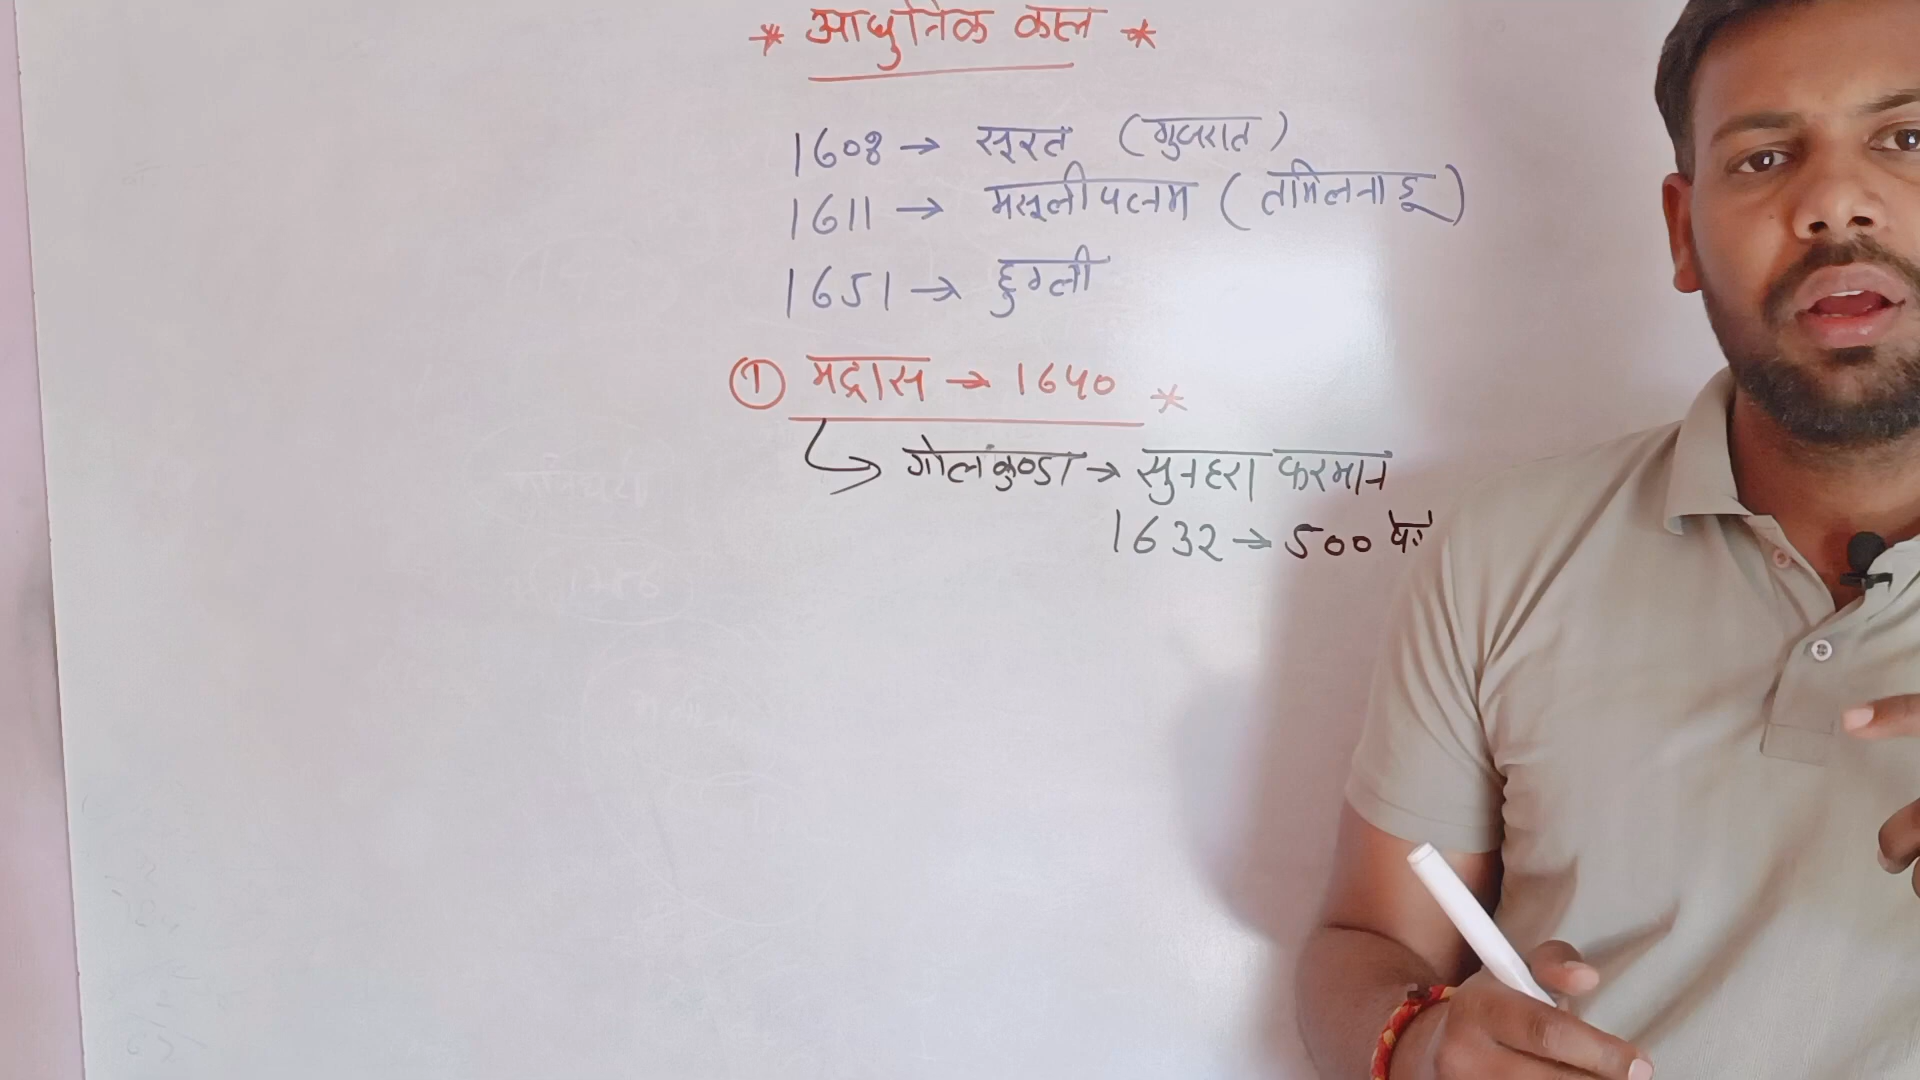 * आधुनिक काल *
1608 → सूरत (गुजरात)
1611 → मसूलीपटनम (तमिलनाडू)
1651 → हुगली
① मद्रास → 1640 *
↳ गोलकुण्डा → सुनहरा फरमान
1632 → 500